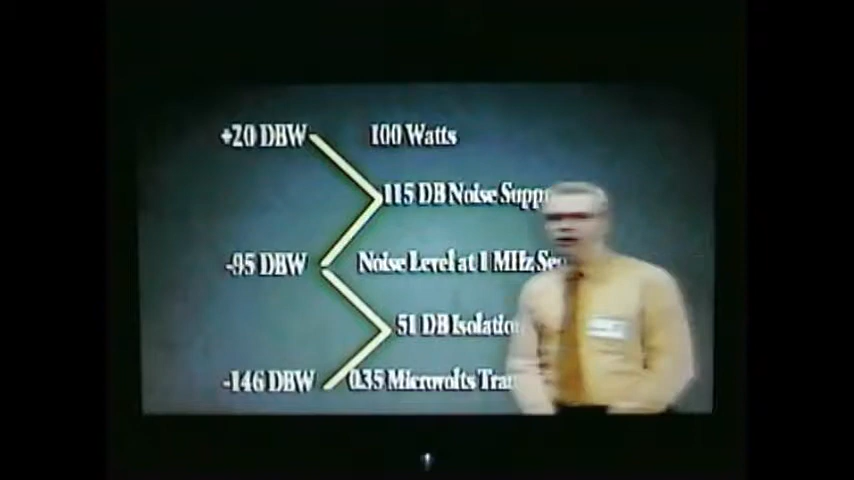 +20 DBW 100 Watts
115 DB Noise
-95 DBW Noise Level at 1 MHz
51 DB
-146 DBW 0.35 Microvolts